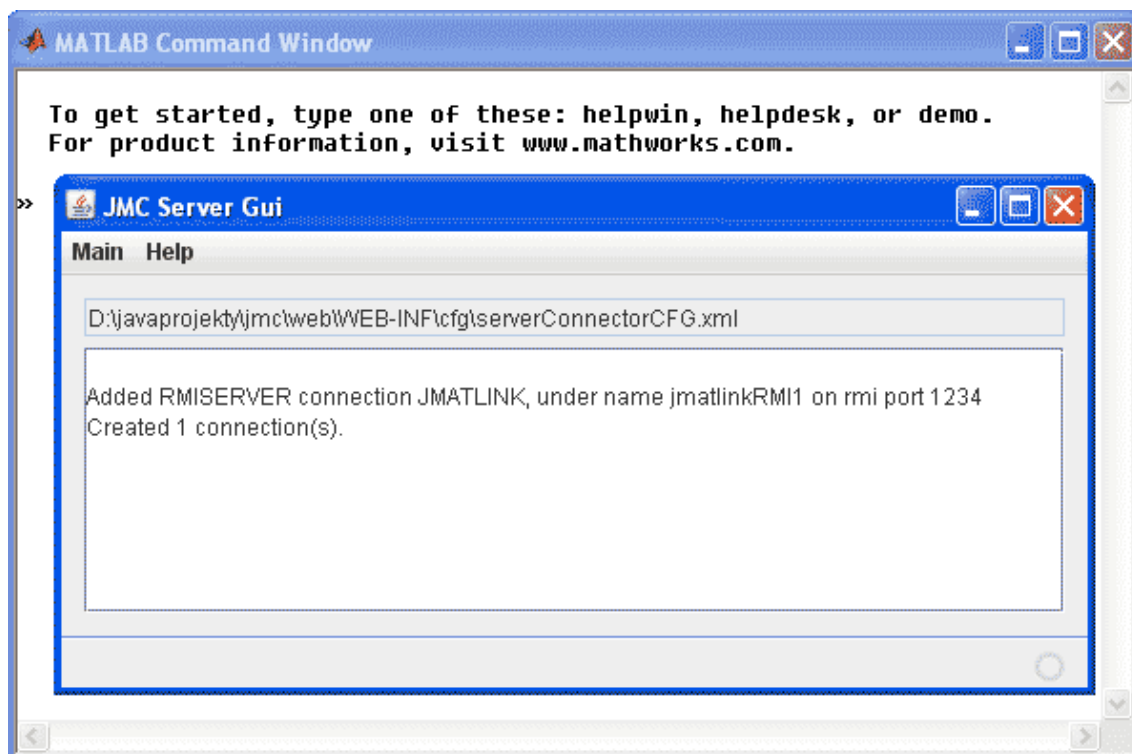 MATLAB Command Window
To get started, type one of these: helpwin, helpdesk, or demo.
For product information, visit www.mathworks.com.
»
JMC Server Gui
Main Help
D:\javaprojekty\jmc\web\WEB-INF\cfg\serverConnectorCFG.xml
Added RMISERVER connection JMATLINK, under name jmatlinkRMI1 on rmi port 1234
Created 1 connection(s).